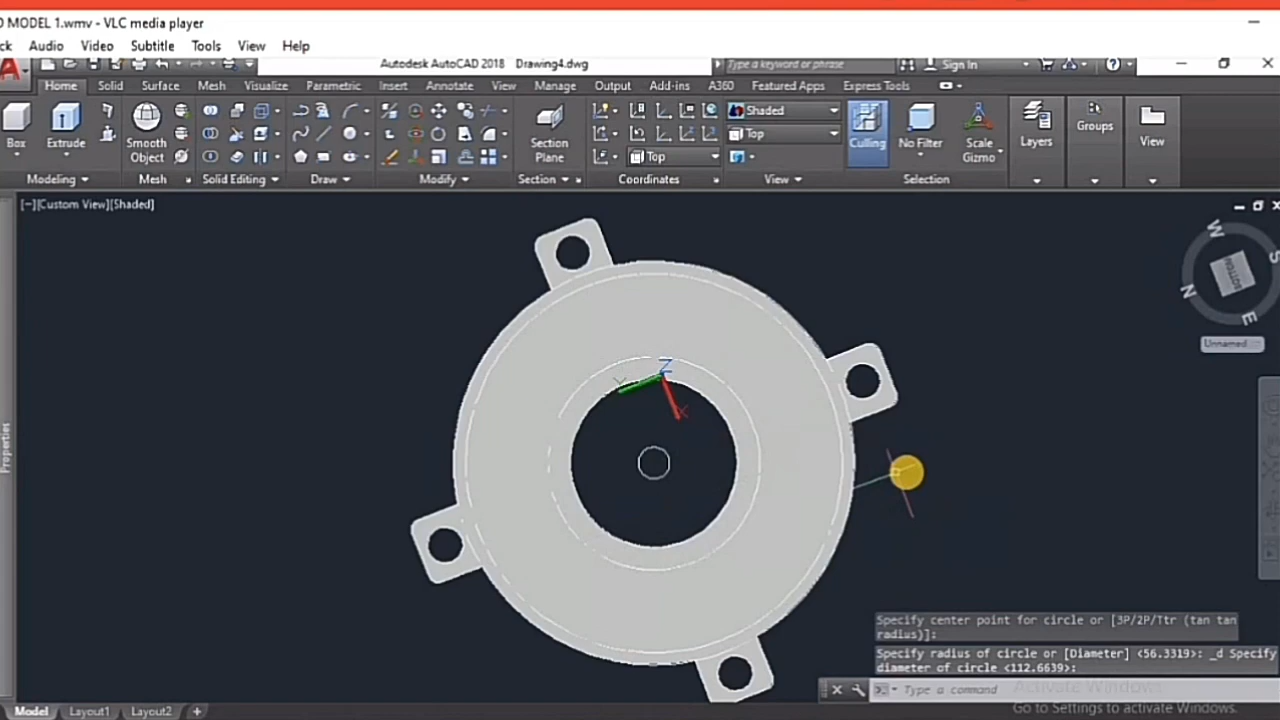 D MODEL 1.wmv - VLC media player
ck Audio Video Subtitle Tools View Help
Autodesk AutoCAD 2018 Drawing4.dwg
Type a keyword or phrase
Sign In
Home Solid Surface Mesh Visualize Parametric Insert Annotate View Manage Output Add-ins A360 Featured Apps Express Tools
Shaded
Top
Top
Box Extrude Smooth Object Section Plane Culling No Filter Scale Gizmo Layers Groups View
Modeling Mesh Solid Editing Draw Modify Section Coordinates View Selection
[−][Custom View][Shaded]
W
S
BOTTOM
N
E
Unnamed
Z
Y
X
Properties
Specify center point for circle or [3P/2P/Ttr (tan tan
radius)]:
Specify radius of circle or [Diameter] <56.3319>: _d Specify
diameter of circle <112.6639>:
Type a command
Activate Windows
Go to Settings to activate Windows.
Model Layout1 Layout2 +